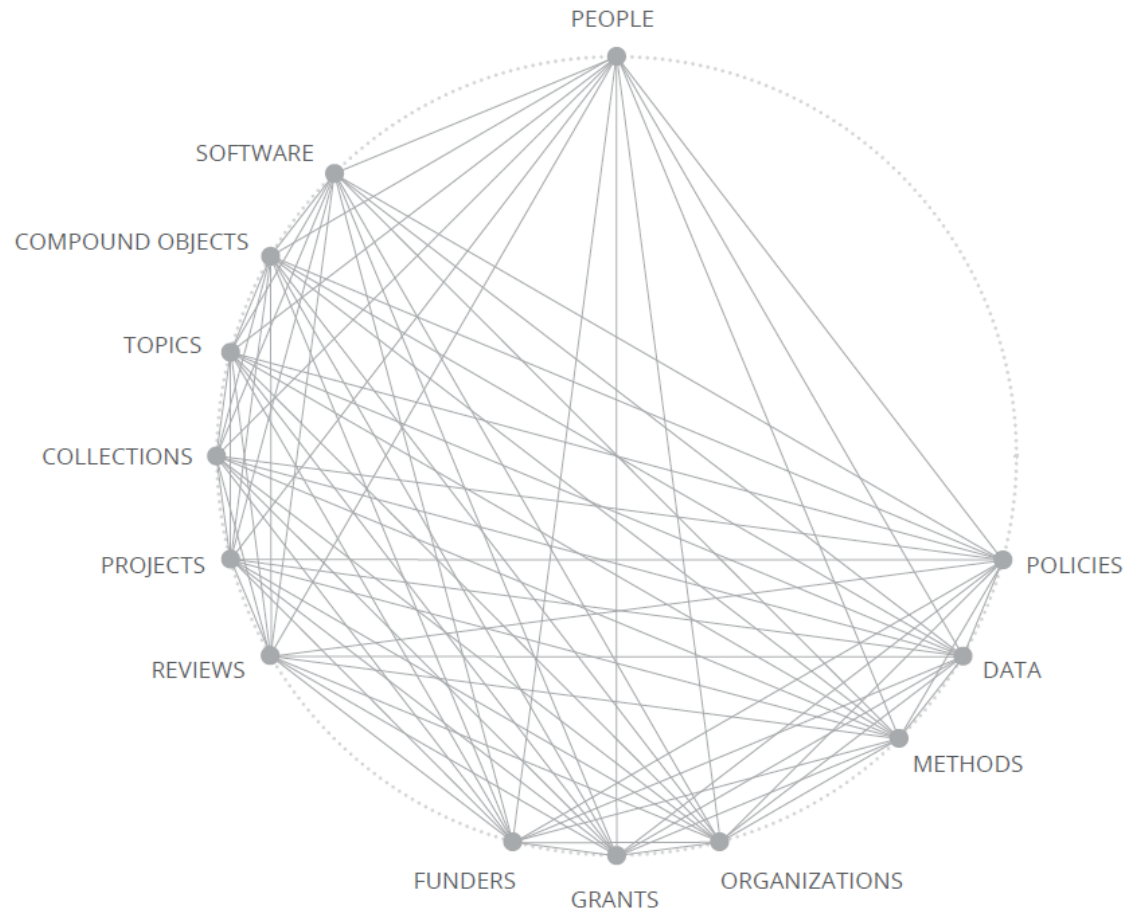 PEOPLE
SOFTWARE
COMPOUND OBJECTS
TOPICS
COLLECTIONS
PROJECTS
POLICIES
REVIEWS
DATA
METHODS
FUNDERS
ORGANIZATIONS
GRANTS